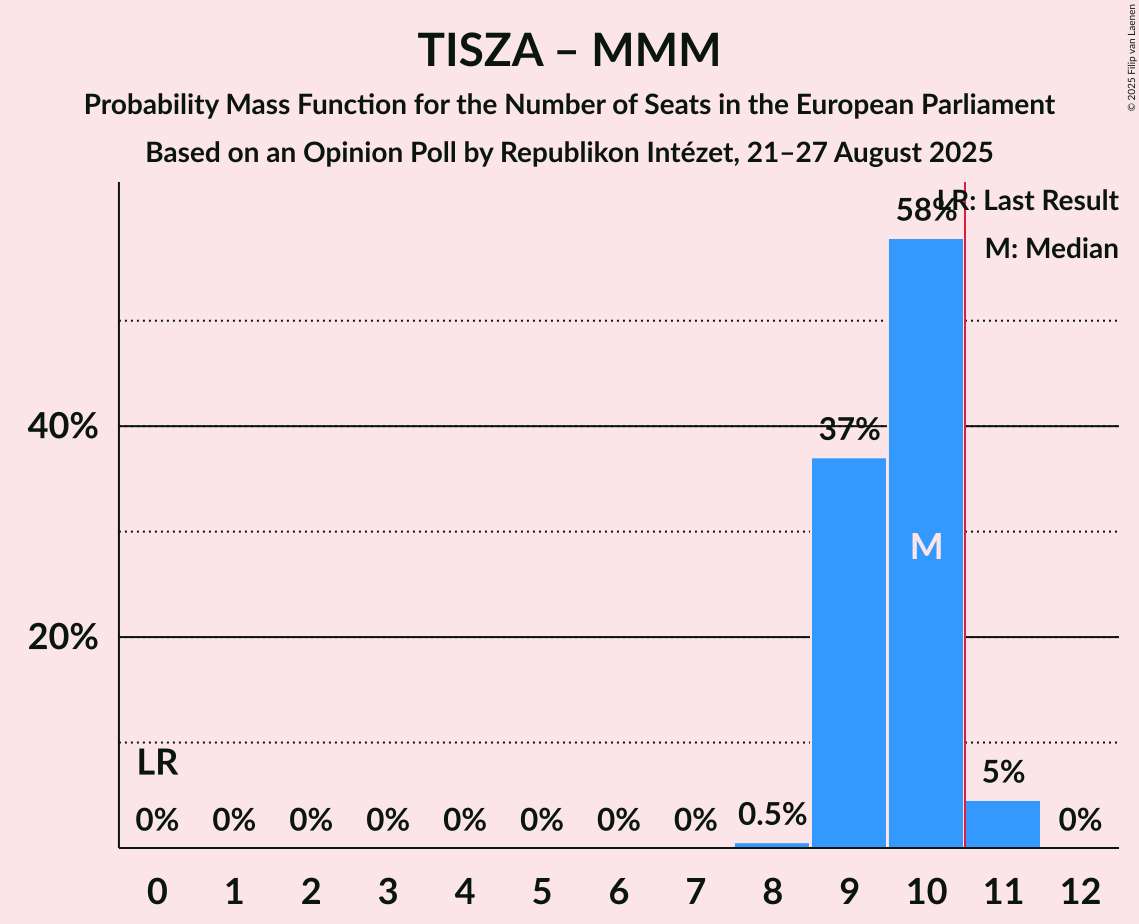 TISZA – MMM
Probability Mass Function for the Number of Seats in the European Parliament
Based on an Opinion Poll by Republikon Intézet, 21–27 August 2025
© 2025 Filip van Laenen
LR: Last Result
M: Median
58%
40%
37%
M
20%
LR
5%
0% 0% 0% 0% 0% 0% 0% 0% 0.5% 0%
0 1 2 3 4 5 6 7 8 9 10 11 12